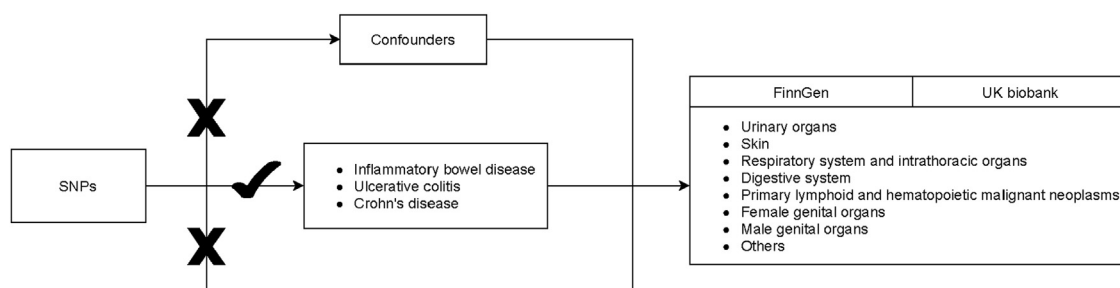 Confounders
SNPs
• Inflammatory bowel disease
• Ulcerative colitis
• Crohn's disease
FinnGen
UK biobank
• Urinary organs
• Skin
• Respiratory system and intrathoracic organs
• Digestive system
• Primary lymphoid and hematopoietic malignant neoplasms
• Female genital organs
• Male genital organs
• Others